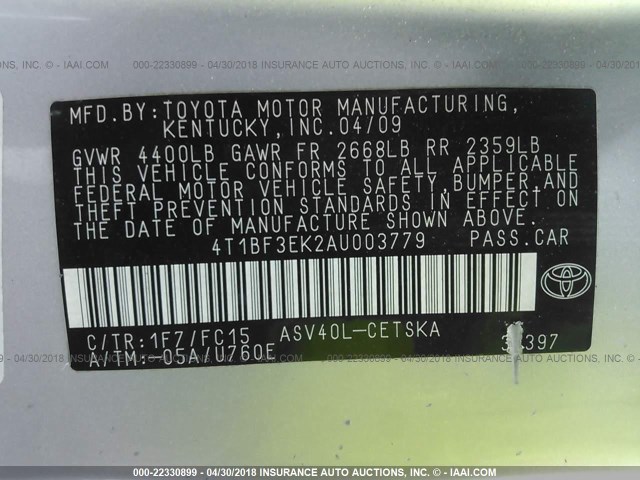 000-22330899 - 04/30/2018 INSURANCE AUTO AUCTIONS, INC. - © IAAI.COM
MFD.BY:TOYOTA MOTOR MANUFACTURING,
KENTUCKY,INC.04/09
GVWR 4400LB GAWR FR 2668LB RR 2359LB
THIS VEHICLE CONFORMS TO ALL APPLICABLE
FEDERAL MOTOR VEHICLE SAFETY,BUMPER,AND
THEFT PREVENTION STANDARDS IN EFFECT ON
THE DATE OF MANUFACTURE SHOWN ABOVE.
4T1BF3EK2AU003779 PASS.CAR
TOYOTA
C/TR:1F7/FC15 ASV40L-CETSKA
A/TM:-05A/U760E
000-22330899 - 04/30/2018 INSURANCE AUTO AUCTIONS, INC. - © IAAI.COM